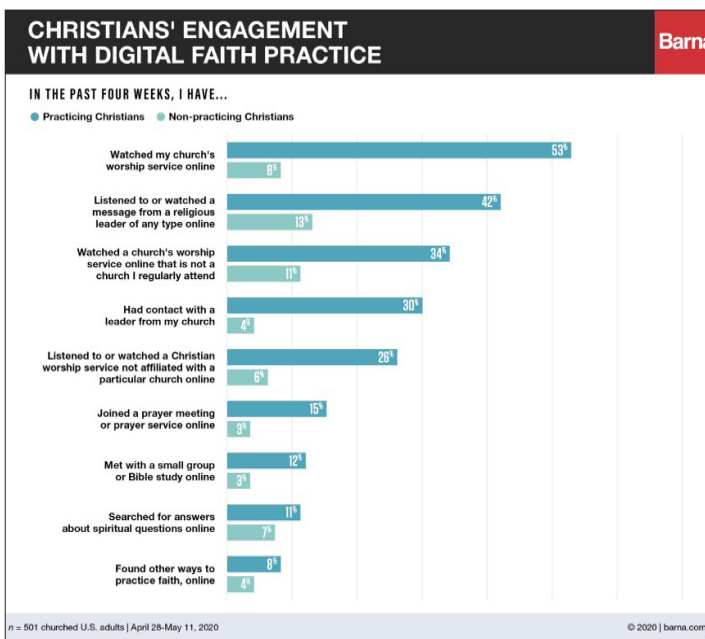 CHRISTIANS' ENGAGEMENT
WITH DIGITAL FAITH PRACTICE
Barna
IN THE PAST FOUR WEEKS, I HAVE...
Practicing Christians
Non-practicing Christians
Watched my church's
worship service online
53%
8%
Listened to or watched a
message from a religious
leader of any type online
42%
13%
Watched a church's worship
service online that is not a
church I regularly attend
34%
11%
Had contact with a
leader from my church
30%
4%
Listened to or watched a Christian
worship service not affiliated with a
particular church online
26%
6%
Joined a prayer meeting
or prayer service online
15%
3%
Met with a small group
or Bible study online
12%
3%
Searched for answers
about spiritual questions online
11%
7%
Found other ways to
practice faith, online
8%
4%
n = 501 churched U.S. adults | April 28-May 11, 2020
© 2020 | barna.com